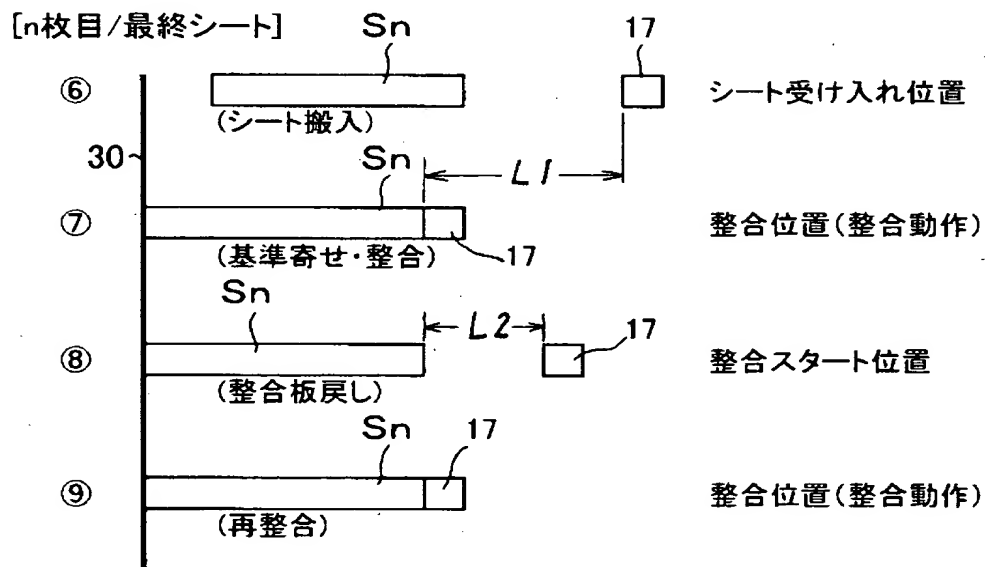 [n枚目/最終シート]
Sn 17
⑥ シート受け入れ位置
(シート搬入)
30
Sn L1
⑦ 整合位置(整合動作)
(基準寄せ・整合) 17
Sn
L2 17
⑧ 整合スタート位置
(整合板戻し)
Sn 17
⑨ 整合位置(整合動作)
(再整合)